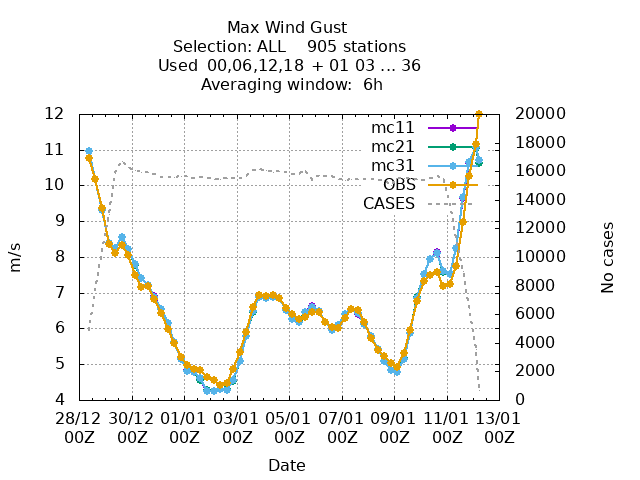 Max Wind Gust
Selection: ALL 905 stations
Used 00,06,12,18 + 01 03 ... 36
Averaging window: 6h
12
11
10
9
8
7
6
5
4
20000
18000
16000
14000
12000
10000
8000
6000
4000
2000
0
mc11
mc21
mc31
OBS
CASES
m/s
No cases
28/12 30/12 01/01 03/01 05/01 07/01 09/01 11/01 13/01
00Z 00Z 00Z 00Z 00Z 00Z 00Z 00Z 00Z
Date